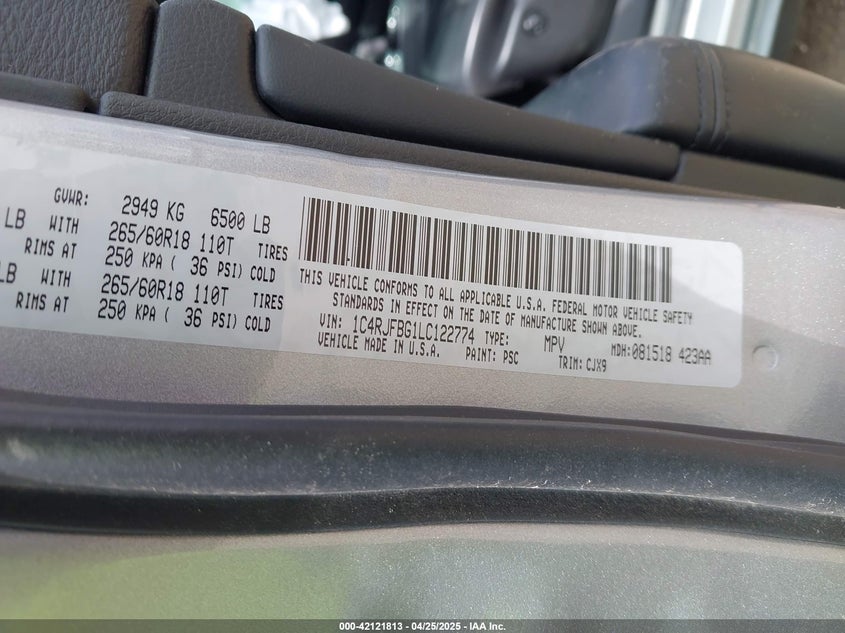 GVWR: 2949 KG 6500 LB
LB WITH 265/60R18 110T TIRES
RIMS AT 250 KPA ( 36 PSI) COLD
LB WITH 265/60R18 110T TIRES
RIMS AT 250 KPA ( 36 PSI) COLD
THIS VEHICLE CONFORMS TO ALL APPLICABLE U.S.A. FEDERAL MOTOR VEHICLE SAFETY
STANDARDS IN EFFECT ON THE DATE OF MANUFACTURE SHOWN ABOVE.
VIN: 1C4RJFBG1LC122774 TYPE: MPV MDH:081518 423AA
VEHICLE MADE IN U.S.A. PAINT: PSC TRIM: CJX9
000-42121813 - 04/25/2025 - IAA Inc.